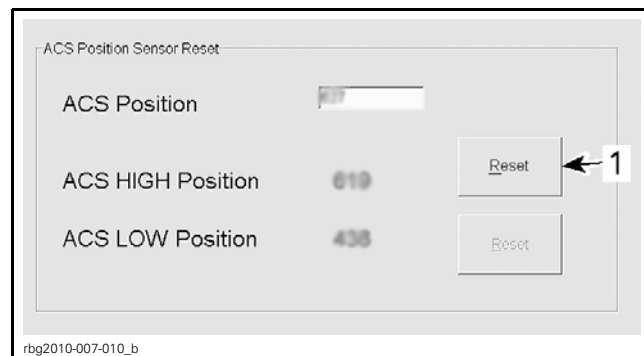 ACS Position Sensor Reset
ACS Position
ACS HIGH Position 619
Reset
1
ACS LOW Position 438
Reset
rbg2010-007-010_b